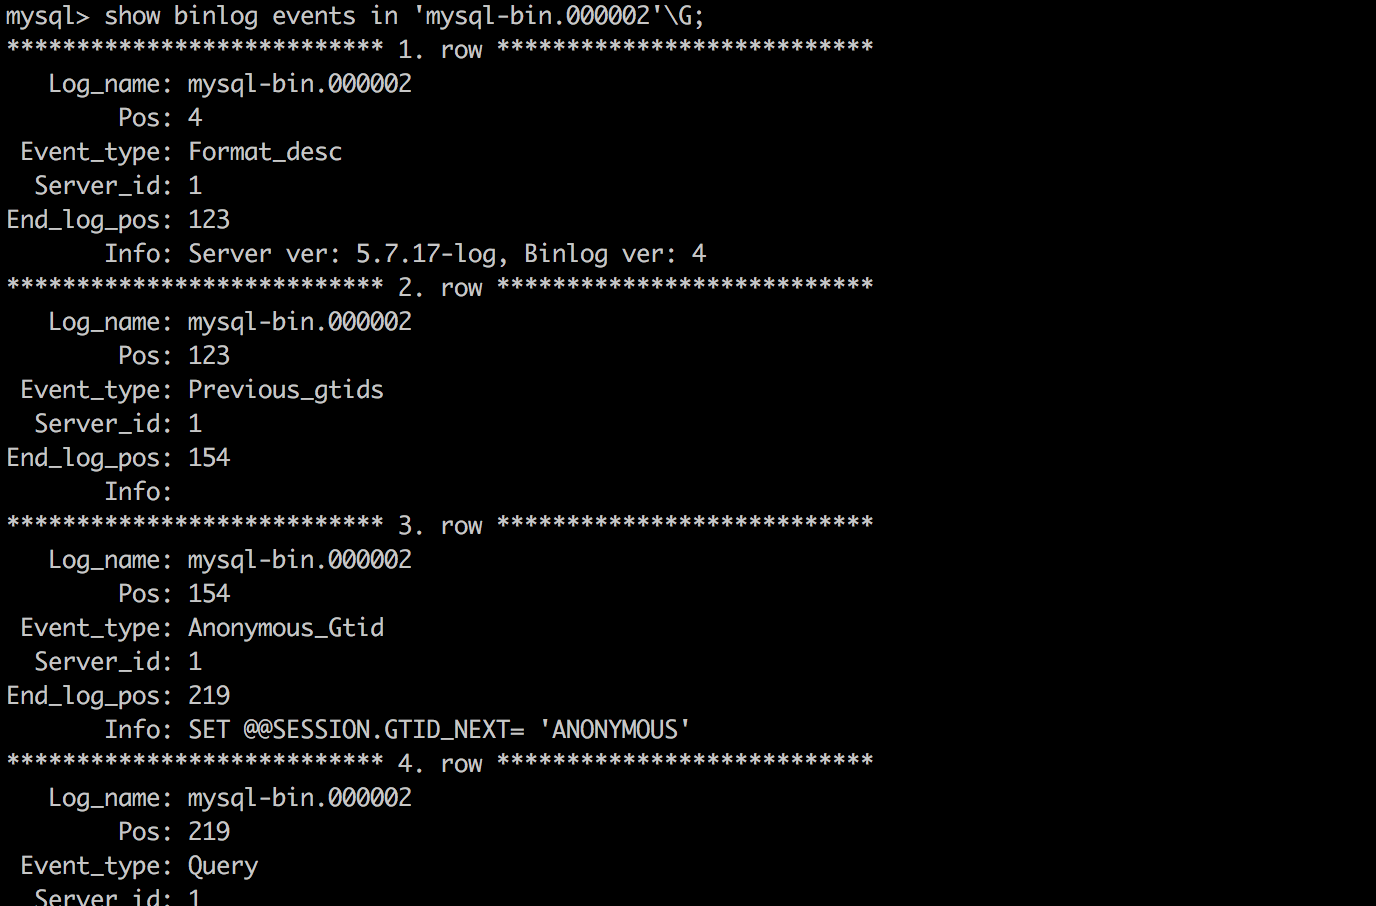 mysql> show binlog events in 'mysql-bin.000002'\G;
*************************** 1. row ***************************
   Log_name: mysql-bin.000002
        Pos: 4
 Event_type: Format_desc
  Server_id: 1
End_log_pos: 123
       Info: Server ver: 5.7.17-log, Binlog ver: 4
*************************** 2. row ***************************
   Log_name: mysql-bin.000002
        Pos: 123
 Event_type: Previous_gtids
  Server_id: 1
End_log_pos: 154
       Info:
*************************** 3. row ***************************
   Log_name: mysql-bin.000002
        Pos: 154
 Event_type: Anonymous_Gtid
  Server_id: 1
End_log_pos: 219
       Info: SET @@SESSION.GTID_NEXT= 'ANONYMOUS'
*************************** 4. row ***************************
   Log_name: mysql-bin.000002
        Pos: 219
 Event_type: Query
  Server_id: 1